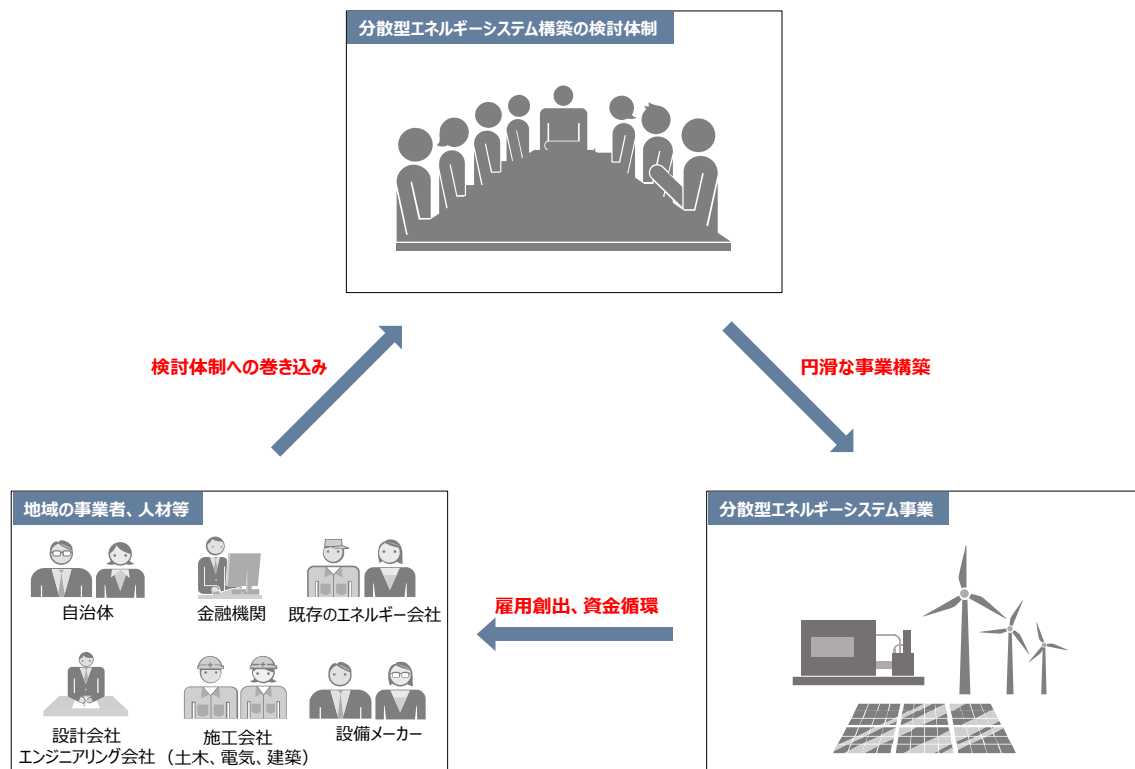 分散型エネルギーシステム構築の検討体制
検討体制への巻き込み
円滑な事業構築
地域の事業者、人材等
自治体
金融機関
既存のエネルギー会社
設計会社
エンジニアリング会社
施工会社
（土木、電気、建築）
設備メーカー
雇用創出、資金循環
分散型エネルギーシステム事業